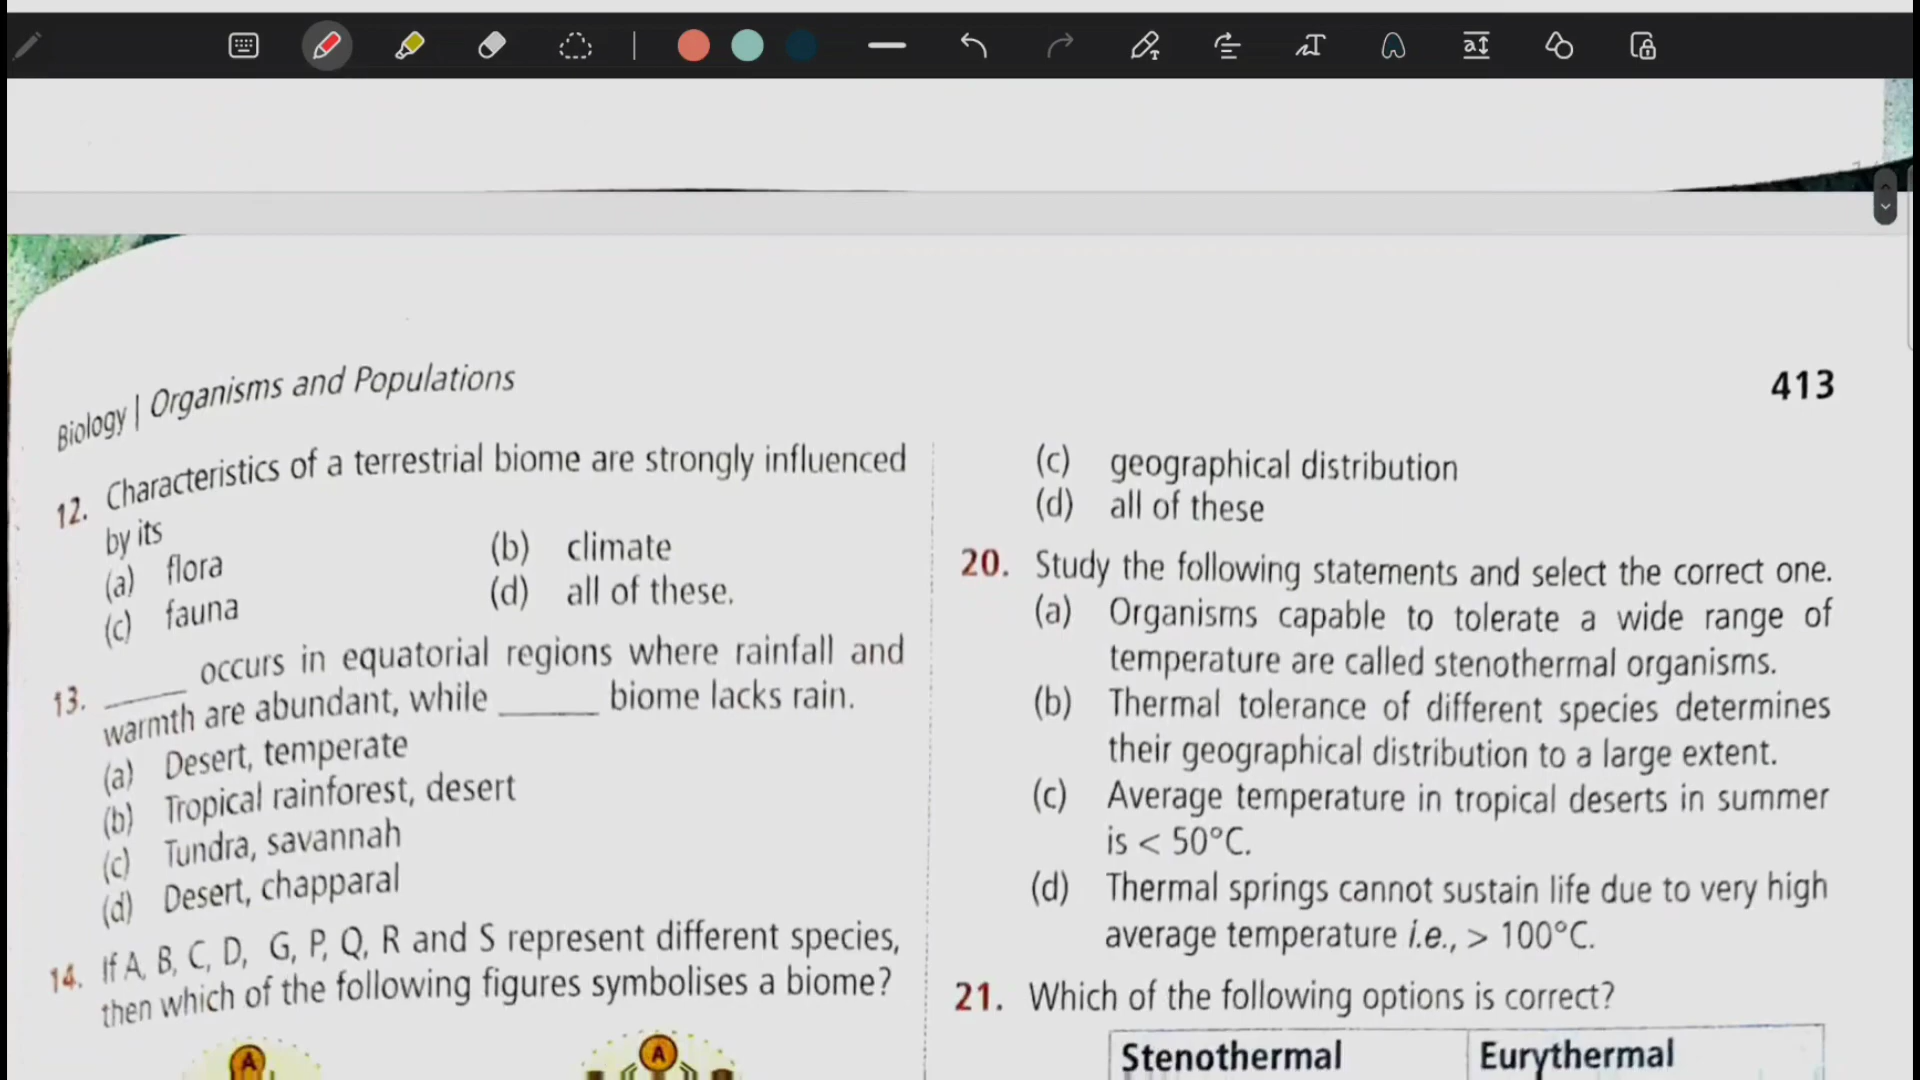 Biology | Organisms and Populations
413
12. Characteristics of a terrestrial biome are strongly influenced
by its
(a) flora
(b) climate
(c) fauna
(d) all of these.
13. ______ occurs in equatorial regions where rainfall and
warmth are abundant, while ______ biome lacks rain.
(a) Desert, temperate
(b) Tropical rainforest, desert
(c) Tundra, savannah
(d) Desert, chapparal
14. If A, B, C, D, G, P, Q, R and S represent different species,
then which of the following figures symbolises a biome?
A
A
(c) geographical distribution
(d) all of these
20. Study the following statements and select the correct one.
(a) Organisms capable to tolerate a wide range of
temperature are called stenothermal organisms.
(b) Thermal tolerance of different species determines
their geographical distribution to a large extent.
(c) Average temperature in tropical deserts in summer
is < 50°C.
(d) Thermal springs cannot sustain life due to very high
average temperature i.e., > 100°C.
21. Which of the following options is correct?
Stenothermal
Eurythermal